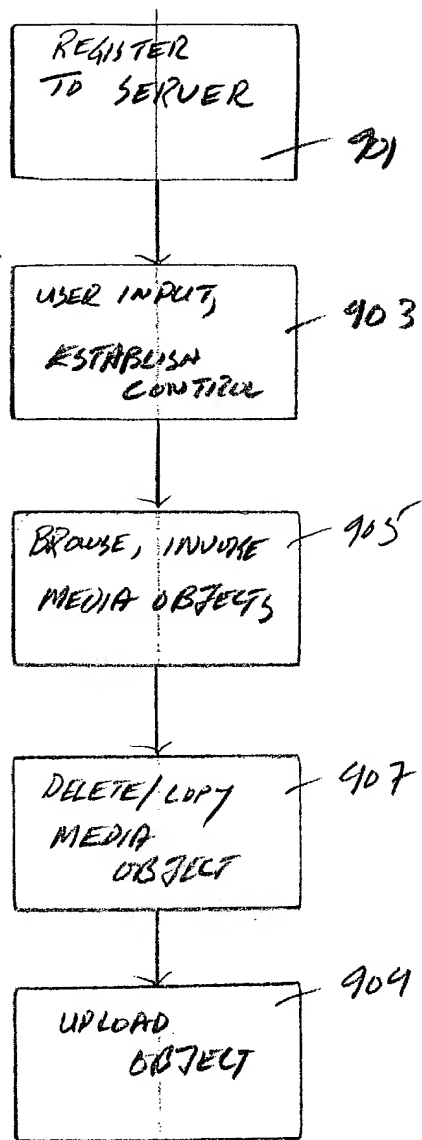 REGISTER
TO SERVER
901
USER INPUT,
ESTABLISH
CONTROL
903
BROWSE, INVOKE
MEDIA OBJECTS
905
DELETE/COPY
MEDIA
OBJECT
907
UPLOAD
OBJECT
909